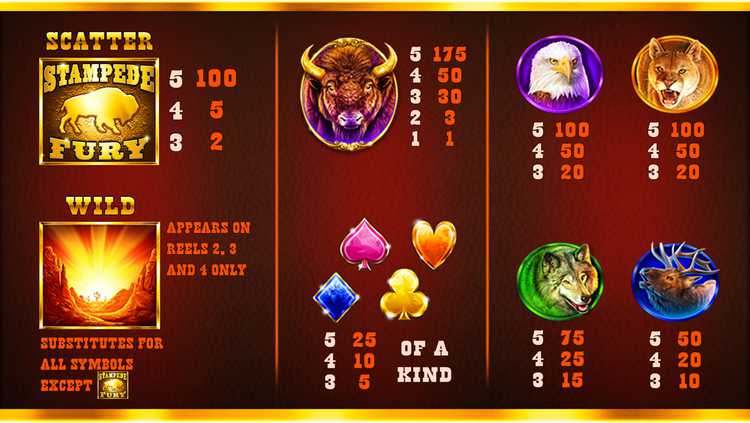 SCATTER
STAMPEDE
FURY
5 100
4 5
3 2
WILD
APPEARS ON
REELS 2, 3
AND 4 ONLY
SUBSTITUTES FOR
ALL SYMBOLS
EXCEPT STAMPEDE FURY
5 175
4 50
3 30
2 3
1 1
5 25
4 10
3 5
OF A
KIND
5 100
4 50
3 20
5 100
4 50
3 20
5 75
4 25
3 15
5 50
4 20
3 10